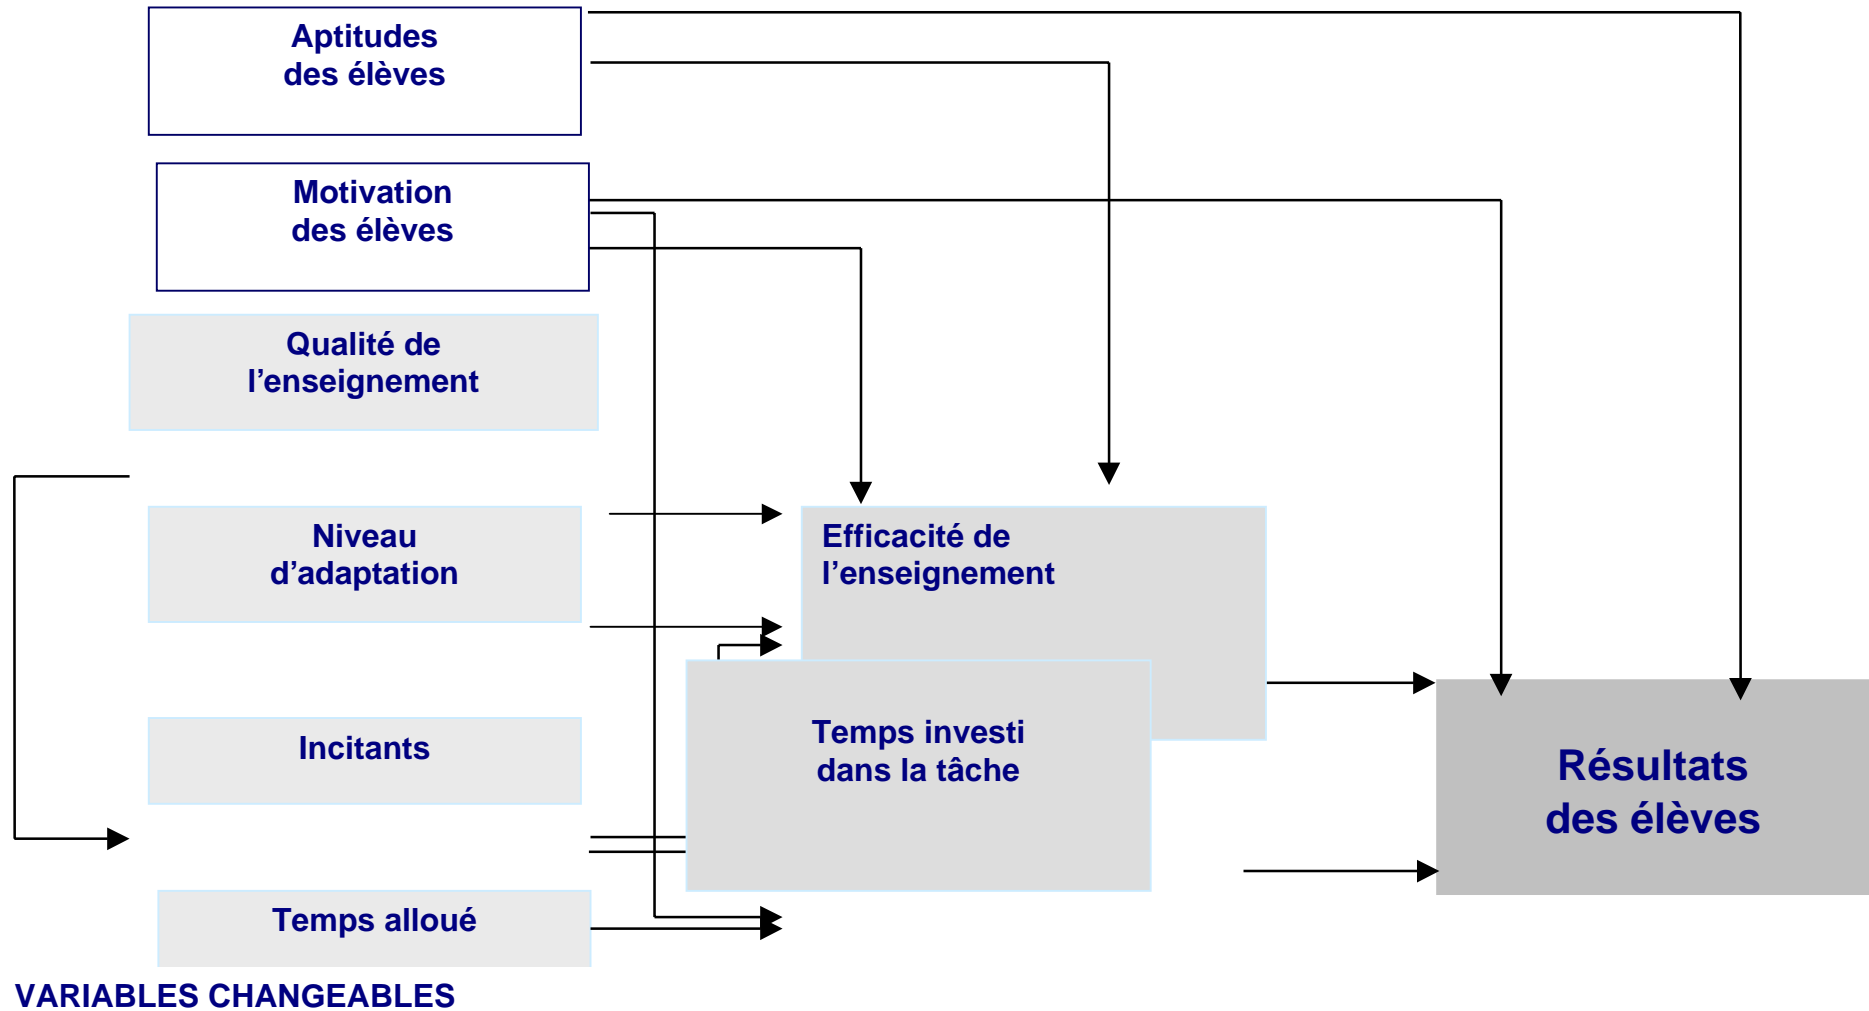 Aptitudes
des élèves
Motivation
des élèves
Qualité de
l’enseignement
Niveau
d’adaptation
Efficacité de
l’enseignement
Incitants
Temps investi
dans la tâche
Résultats
des élèves
Temps alloué
VARIABLES CHANGEABLES